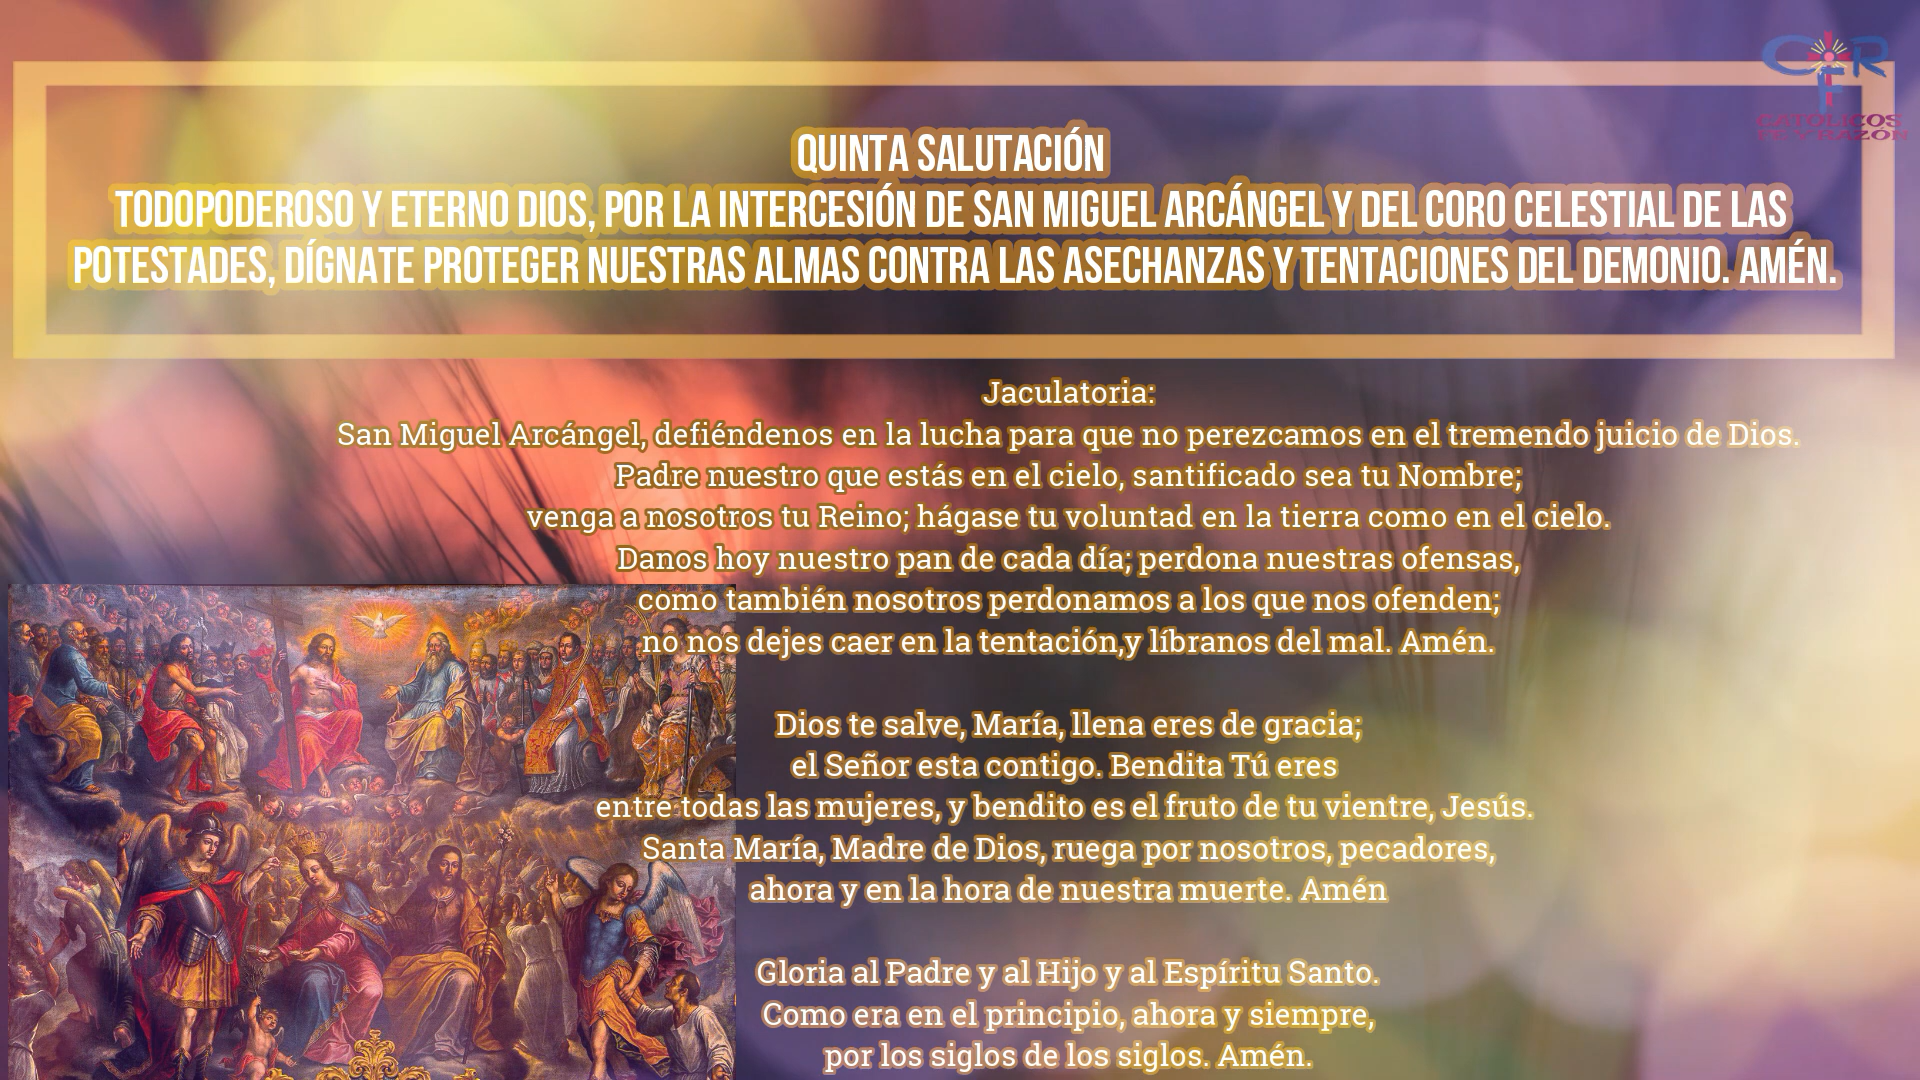 QUINTA SALUTACIÓN
TODOPODEROSO Y ETERNO DIOS, POR LA INTERCESIÓN DE SAN MIGUEL ARCÁNGEL Y DEL CORO CELESTIAL DE LAS
POTESTADES, DÍGNATE PROTEGER NUESTRAS ALMAS CONTRA LAS ASECHANZAS Y TENTACIONES DEL DEMONIO. AMÉN.
CFR
CATOLICOS
FE Y RAZÓN
Jaculatoria:
San Miguel Arcángel, defiéndenos en la lucha para que no perezcamos en el tremendo juicio de Dios.
Padre nuestro que estás en el cielo, santificado sea tu Nombre;
venga a nosotros tu Reino; hágase tu voluntad en la tierra como en el cielo.
Danos hoy nuestro pan de cada día; perdona nuestras ofensas,
como también nosotros perdonamos a los que nos ofenden;
no nos dejes caer en la tentación,y líbranos del mal. Amén.
Dios te salve, María, llena eres de gracia;
el Señor esta contigo. Bendita Tú eres
entre todas las mujeres, y bendito es el fruto de tu vientre, Jesús.
Santa María, Madre de Dios, ruega por nosotros, pecadores,
ahora y en la hora de nuestra muerte. Amén
Gloria al Padre y al Hijo y al Espíritu Santo.
Como era en el principio, ahora y siempre,
por los siglos de los siglos. Amén.